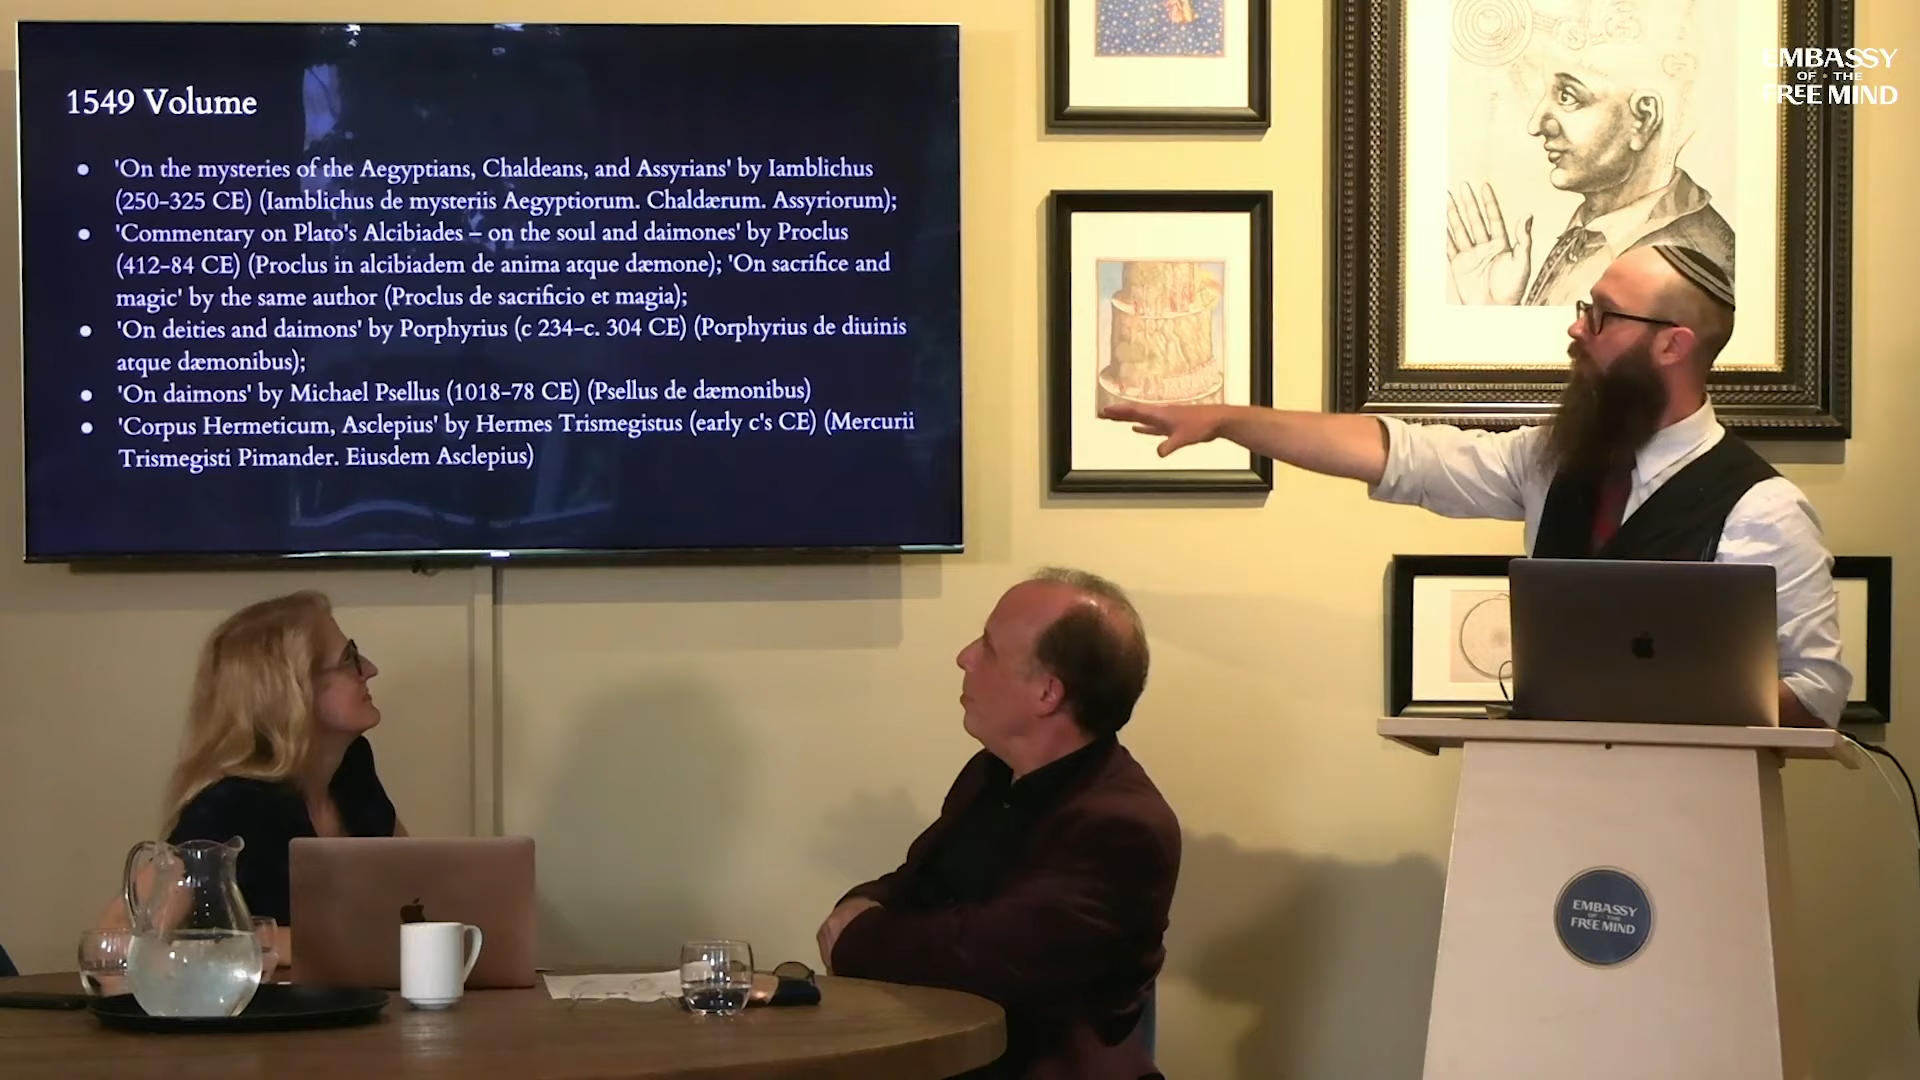 1549 Volume
'On the mysteries of the Aegyptians, Chaldeans, and Assyrians' by Iamblichus
(250-325 CE) (Iamblichus de mysteriis Aegyptiorum. Chaldærum. Assyriorum);
'Commentary on Plato's Alcibiades – on the soul and daimones' by Proclus
(412-84 CE) (Proclus in alcibiadem de anima atque dæmone); 'On sacrifice and
magic' by the same author (Proclus de sacrificio et magia);
'On deities and daimons' by Porphyrius (c 234-c. 304 CE) (Porphyrius de diuinis
atque dæmonibus);
'On daimons' by Michael Psellus (1018-78 CE) (Psellus de dæmonibus)
'Corpus Hermeticum, Asclepius' by Hermes Trismegistus (early c's CE) (Mercurii
Trismegisti Pimander. Eiusdem Asclepius)
EMBASSY
OF · THE
FREE MIND
EMBASSY
OF · THE
FREE MIND